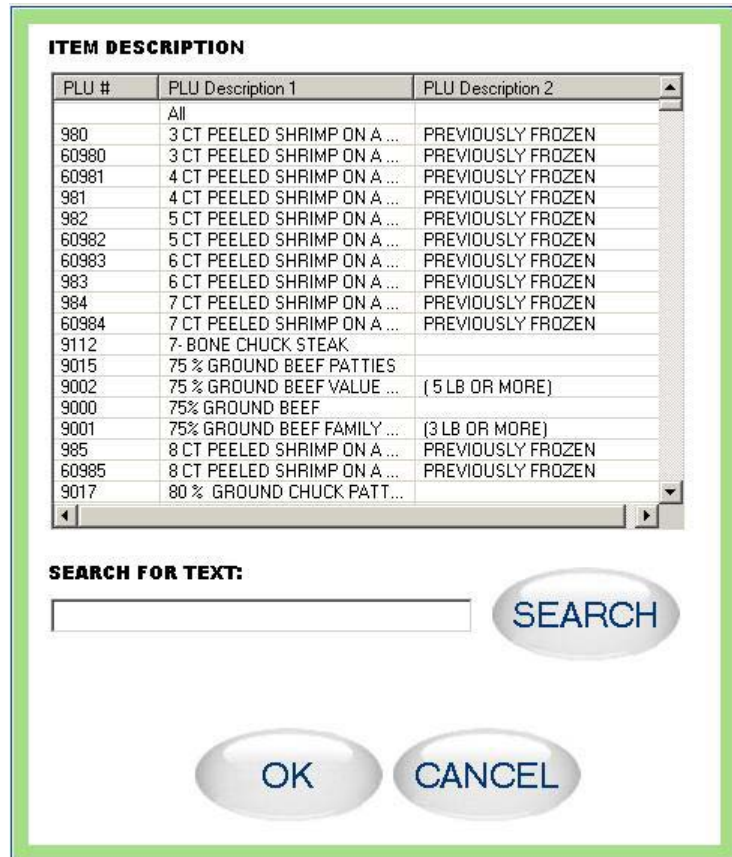 ITEM DESCRIPTION
PLU # PLU Description 1 PLU Description 2
All
980 3 CT PEELED SHRIMP ON A ... PREVIOUSLY FROZEN
60980 3 CT PEELED SHRIMP ON A ... PREVIOUSLY FROZEN
60981 4 CT PEELED SHRIMP ON A ... PREVIOUSLY FROZEN
981 4 CT PEELED SHRIMP ON A ... PREVIOUSLY FROZEN
982 5 CT PEELED SHRIMP ON A ... PREVIOUSLY FROZEN
60982 5 CT PEELED SHRIMP ON A ... PREVIOUSLY FROZEN
60983 6 CT PEELED SHRIMP ON A ... PREVIOUSLY FROZEN
983 6 CT PEELED SHRIMP ON A ... PREVIOUSLY FROZEN
984 7 CT PEELED SHRIMP ON A ... PREVIOUSLY FROZEN
60984 7 CT PEELED SHRIMP ON A ... PREVIOUSLY FROZEN
9112 7- BONE CHUCK STEAK
9015 75 % GROUND BEEF PATTIES
9002 75 % GROUND BEEF VALUE ... ( 5 LB OR MORE)
9000 75% GROUND BEEF
9001 75% GROUND BEEF FAMILY ... (3 LB OR MORE)
985 8 CT PEELED SHRIMP ON A ... PREVIOUSLY FROZEN
60985 8 CT PEELED SHRIMP ON A ... PREVIOUSLY FROZEN
9017 80 % GROUND CHUCK PATT...
SEARCH FOR TEXT:
SEARCH
OK CANCEL